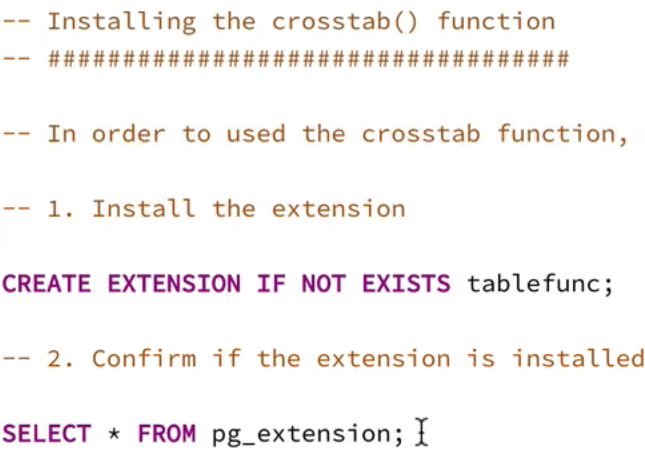 -- Installing the crosstab() function
-- ###################################
-- In order to used the crosstab function,
-- 1. Install the extension
CREATE EXTENSION IF NOT EXISTS tablefunc;
-- 2. Confirm if the extension is installed
SELECT * FROM pg_extension;